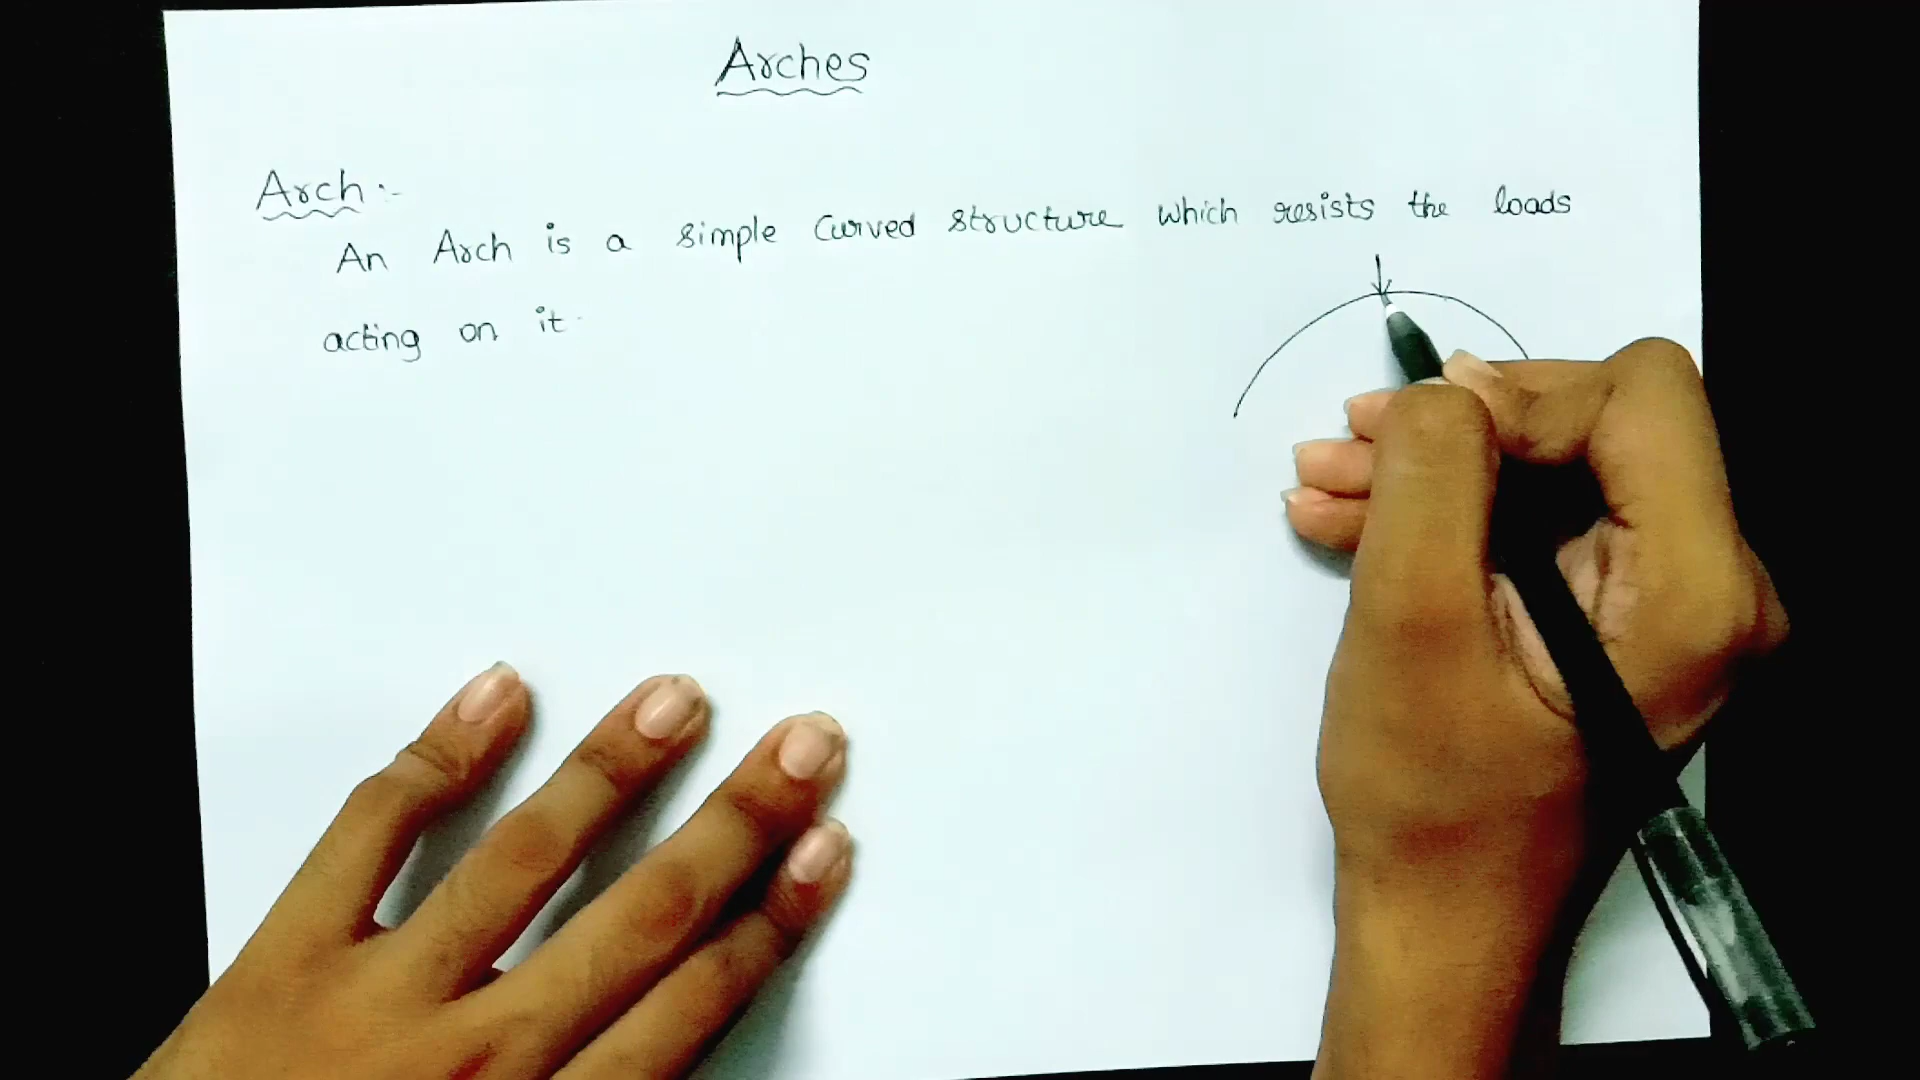 Arches
Arch :-
An Arch is a simple Curved structure which resists the loads
acting on it.